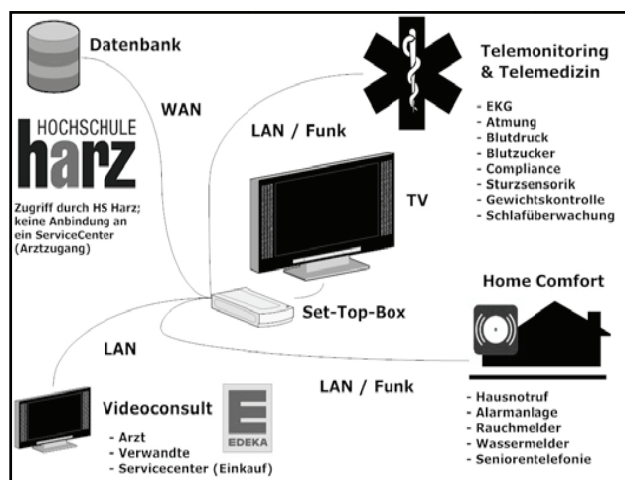 Datenbank
WAN
HOCHSCHULE
harz
Zugriff durch HS Harz;
keine Anbindung an
ein ServiceCenter
(Arztzugang)
LAN / Funk
Telemonitoring
& Telemedizin
- EKG
- Atmung
- Blutdruck
- Blutzucker
- Compliance
- Sturzsensorik
- Gewichtskontrolle
- Schlafüberwachung
TV
Set-Top-Box
Home Comfort
LAN
LAN / Funk
Videoconsult
- Arzt
- Verwandte
- Servicecenter (Einkauf)
E
EDEKA
- Hausnotruf
- Alarmanlage
- Rauchmelder
- Wassermelder
- Seniorentelefonie